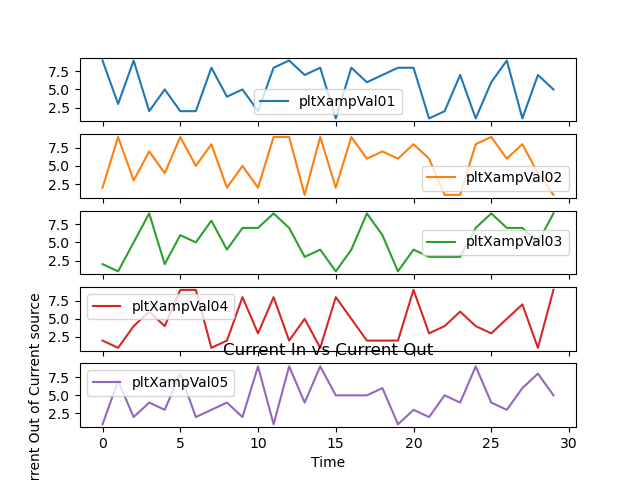 7.5
5.0
2.5
pltXampVal01
7.5
5.0
2.5
pltXampVal02
7.5
5.0
2.5
pltXampVal03
7.5
5.0
2.5
pltXampVal04
Current In vs Current Out
7.5
5.0
2.5
pltXampVal05
0 5 10 15 20 25 30
Time
Out of Current source